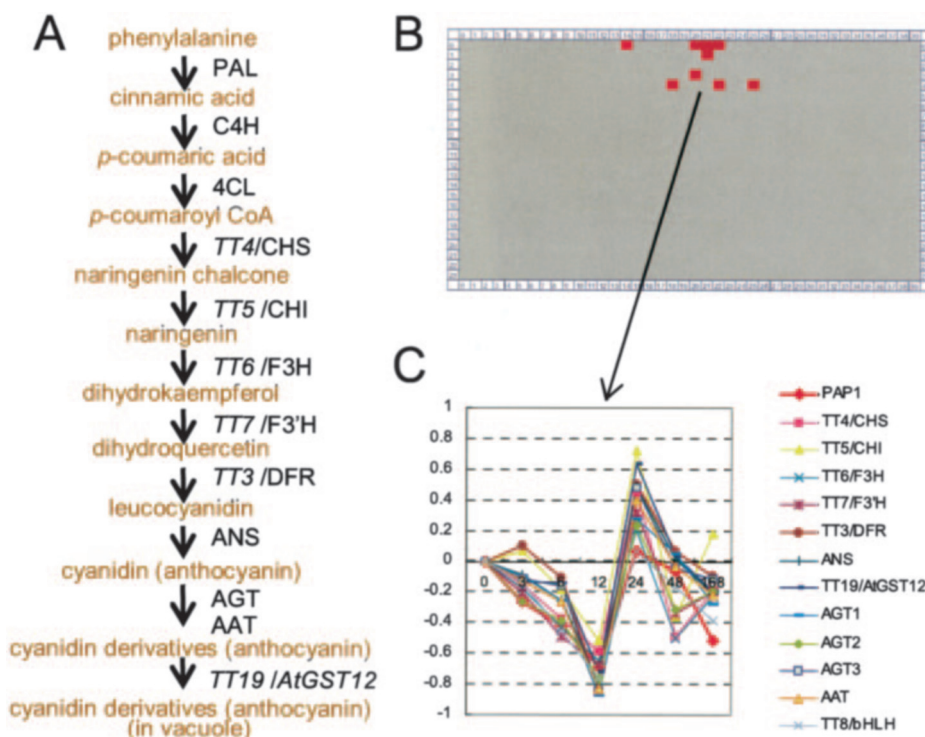 A
phenylalanine
PAL
cinnamic acid
C4H
p-coumaric acid
4CL
p-coumaroyl CoA
TT4/CHS
naringenin chalcone
TT5 /CHI
naringenin
TT6 /F3H
dihydrokaempferol
TT7 /F3'H
dihydroquercetin
TT3 /DFR
leucocyanidin
ANS
cyanidin (anthocyanin)
AGT
AAT
cyanidin derivatives (anthocyanin)
TT19 /AtGST12
cyanidin derivatives (anthocyanin)
(in vacuole)
B
C
1
0.8
0.6
0.4
0.2
0
-0.2
-0.4
-0.6
-0.8
-1
0 3 6 12 24 48 168
PAP1
TT4/CHS
TT5/CHI
TT6/F3H
TT7/F3'H
TT3/DFR
ANS
TT19/AtGST12
AGT1
AGT2
AGT3
AAT
TT8/bHLH